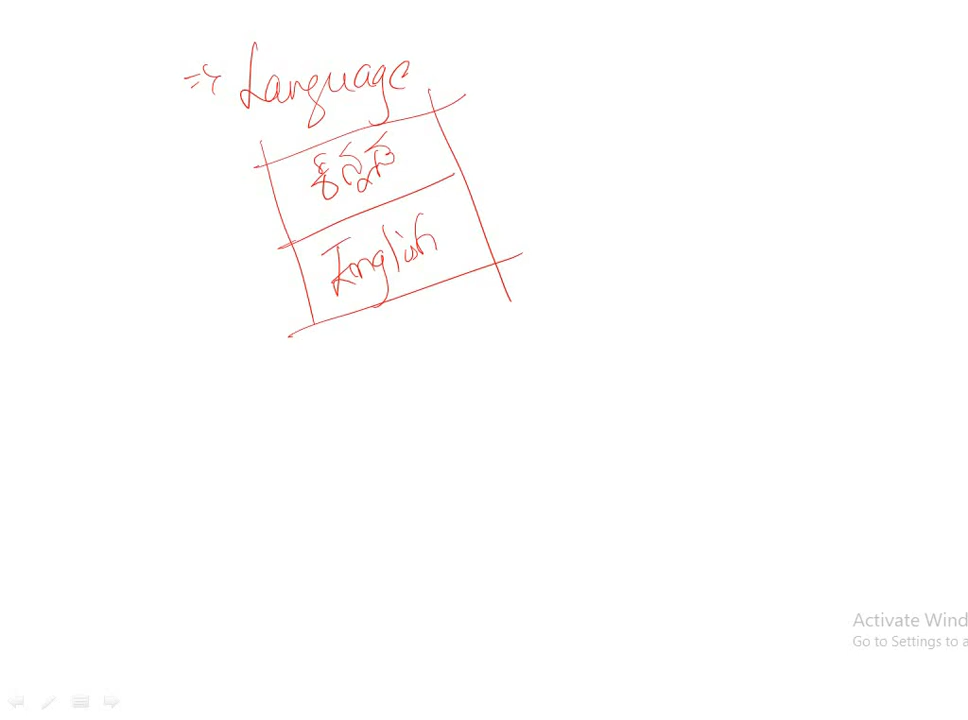 => Language
ಕನ್ನಡ
English
Activate Wind
Go to Settings to a